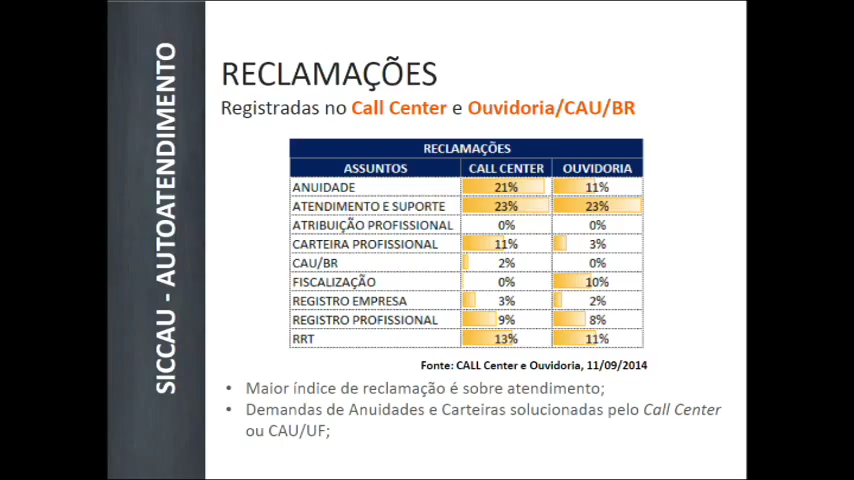 SICCAU - AUTOATENDIMENTO
RECLAMAÇÕES
Registradas no Call Center e Ouvidoria/CAU/BR
RECLAMAÇÕES
ASSUNTOS CALL CENTER OUVIDORIA
ANUIDADE 21% 11%
ATENDIMENTO E SUPORTE 23% 23%
ATRIBUIÇÃO PROFISSIONAL 0% 0%
CARTEIRA PROFISSIONAL 11% 3%
CAU/BR 2% 0%
FISCALIZAÇÃO 0% 10%
REGISTRO EMPRESA 3% 2%
REGISTRO PROFISSIONAL 9% 8%
RRT 13% 11%
Fonte: CALL Center e Ouvidoria, 11/09/2014
• Maior índice de reclamação é sobre atendimento;
• Demandas de Anuidades e Carteiras solucionadas pelo Call Center
ou CAU/UF;